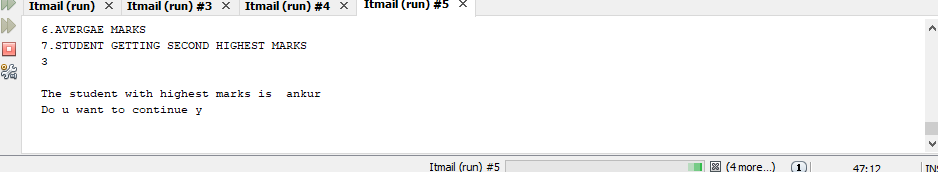 Itmail (run) Itmail (run) #3 Itmail (run) #4 Itmail (run) #5
6.AVERGAE MARKS
7.STUDENT GETTING SECOND HIGHEST MARKS
3
The student with highest marks is  ankur
Do u want to continue y
Itmail (run) #5 (4 more...) 1 47:12 INS